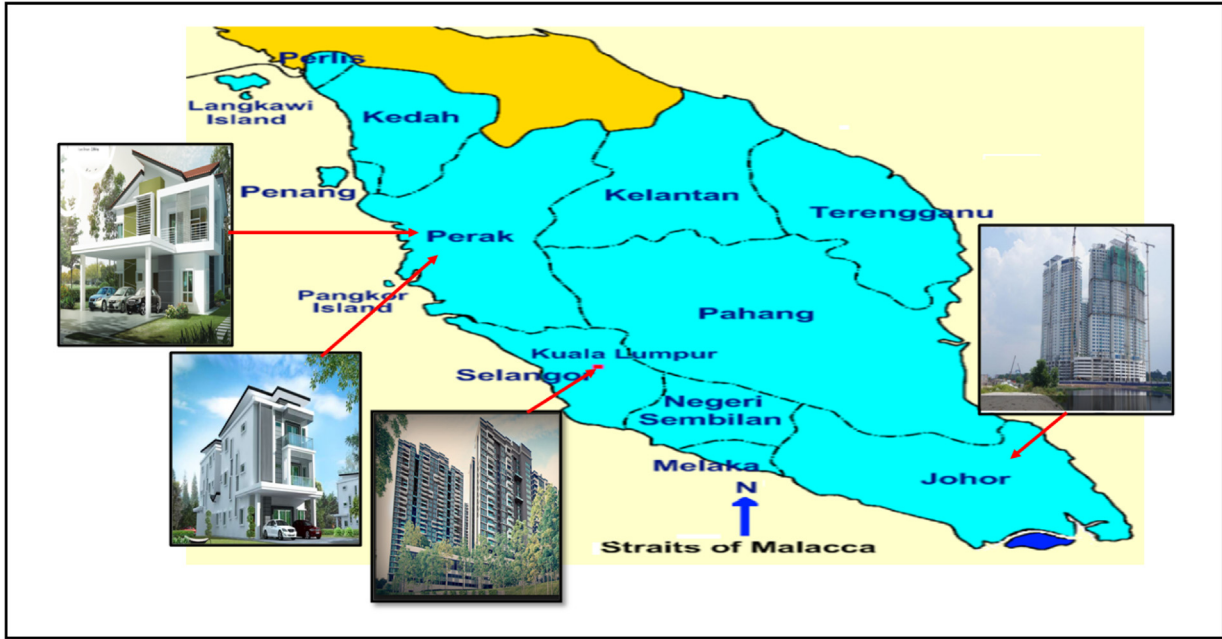 Perlis
Langkawi
Island
Kedah
Penang
Kelantan
Terengganu
Perak
Pangkor
Island
Pahang
Kuala Lumpur
Selangor
Negeri
Sembilan
Melaka
Johor
N
Straits of Malacca